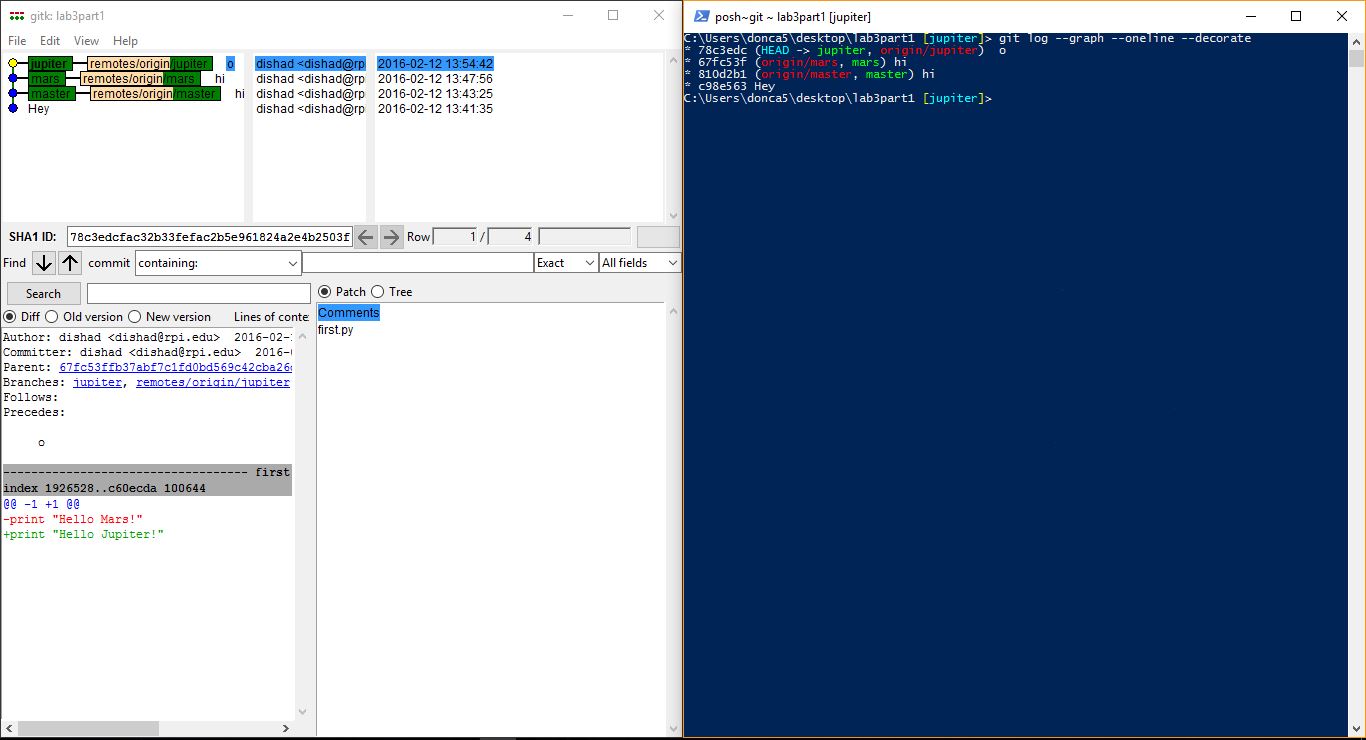 gitk: lab3part1
File Edit View Help
jupiter remotes/origin/jupiter o dishad <dishad@rpi 2016-02-12 13:54:42
mars remotes/origin/mars hi dishad <dishad@rpi 2016-02-12 13:47:56
master remotes/origin/master hi dishad <dishad@rpi 2016-02-12 13:43:25
Hey dishad <dishad@rpi 2016-02-12 13:41:35
SHA1 ID: 78c3edcfac32b33fefac2b5e961824a2e4b2503f Row 1 / 4
Find commit containing: Exact All fields
Search
Patch Tree
Diff Old version New version Lines of conte
Comments
first.py
Author: dishad <dishad@rpi.edu> 2016-02-
Committer: dishad <dishad@rpi.edu> 2016-
Parent: 67fc53ffb37abf7c1fd0bd569c42cba26
Branches: jupiter, remotes/origin/jupiter
Follows:
Precedes:
o
---------------------------------- first
index 1926528..c60ecda 100644
@@ -1 +1 @@
-print "Hello Mars!"
+print "Hello Jupiter!"
posh~git ~ lab3part1 [jupiter]
C:\Users\donca5\desktop\lab3part1 [jupiter]> git log --graph --oneline --decorate
* 78c3edc (HEAD -> jupiter, origin/jupiter) o
* 67fc53f (origin/mars, mars) hi
* 810d2b1 (origin/master, master) hi
* c98e563 Hey
C:\Users\donca5\desktop\lab3part1 [jupiter]>